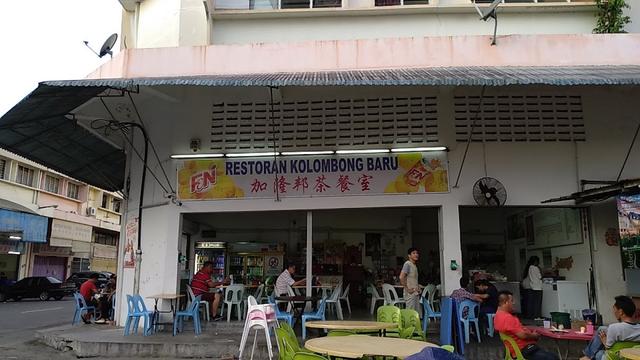 F&N
RESTORAN KOLOMBONG BARU
加隆邦茶餐室
F&N